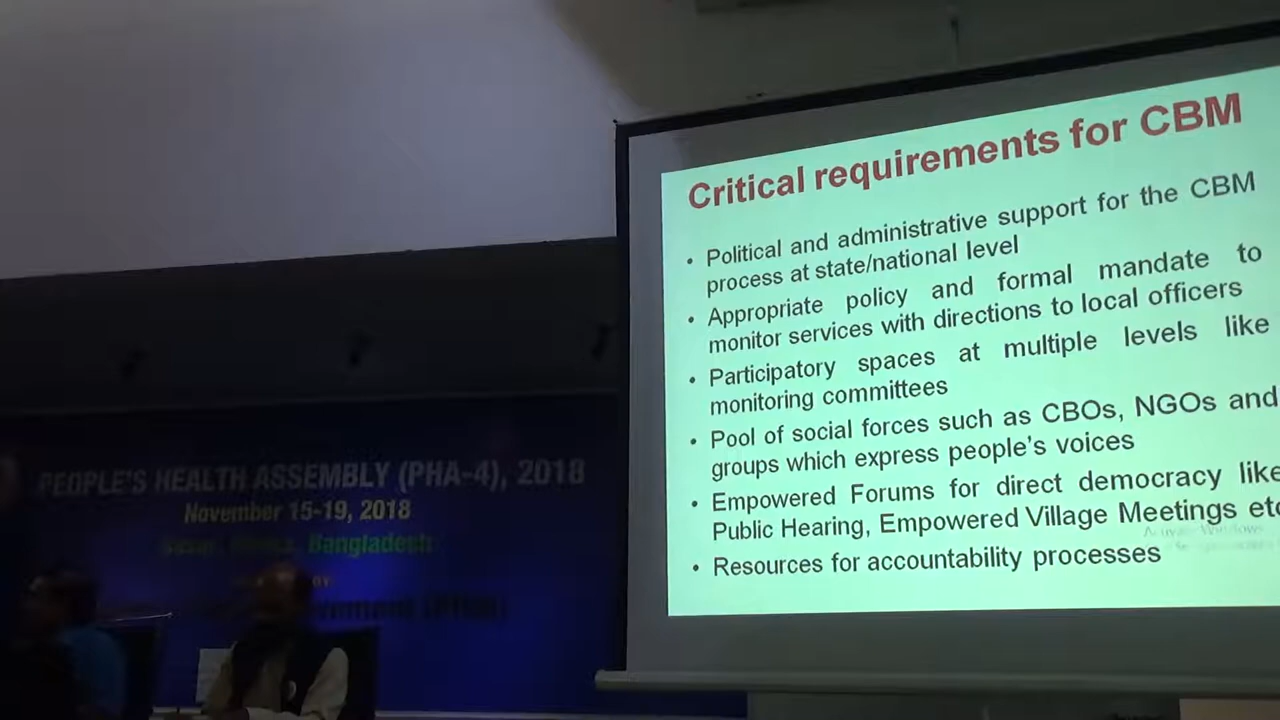 Critical requirements for CBM
• Political and administrative support for the CBM
process at state/national level
• Appropriate policy and formal mandate to
monitor services with directions to local officers
• Participatory spaces at multiple levels like
monitoring committees
• Pool of social forces such as CBOs, NGOs and
groups which express people's voices
• Empowered Forums for direct democracy like
Public Hearing, Empowered Village Meetings etc
• Resources for accountability processes
PEOPLE'S HEALTH ASSEMBLY (PHA-4), 2018
November 15-19, 2018
Bangladesh